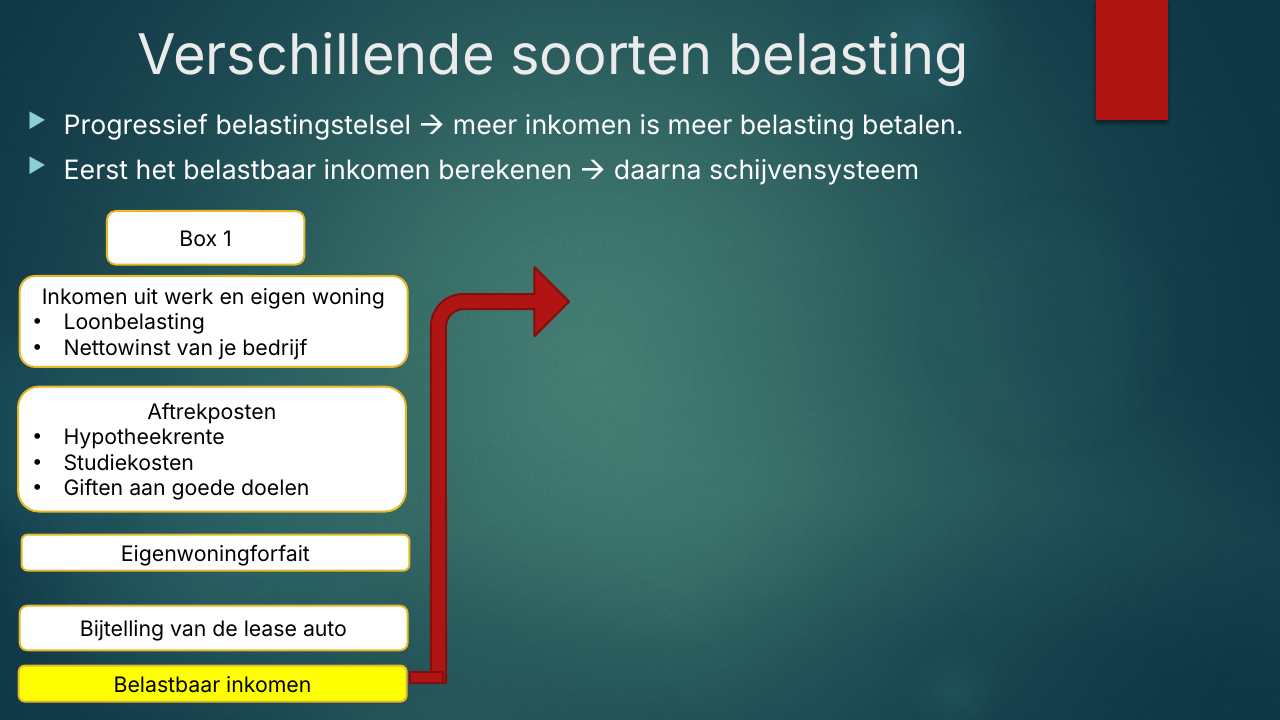 Verschillende soorten belasting
Progressief belastingstelsel → meer inkomen is meer belasting betalen.
Eerst het belastbaar inkomen berekenen → daarna schijvensysteem
Box 1
Inkomen uit werk en eigen woning
• Loonbelasting
• Nettowinst van je bedrijf
Aftrekposten
• Hypotheekrente
• Studiekosten
• Giften aan goede doelen
Eigenwoningforfait
Bijtelling van de lease auto
Belastbaar inkomen